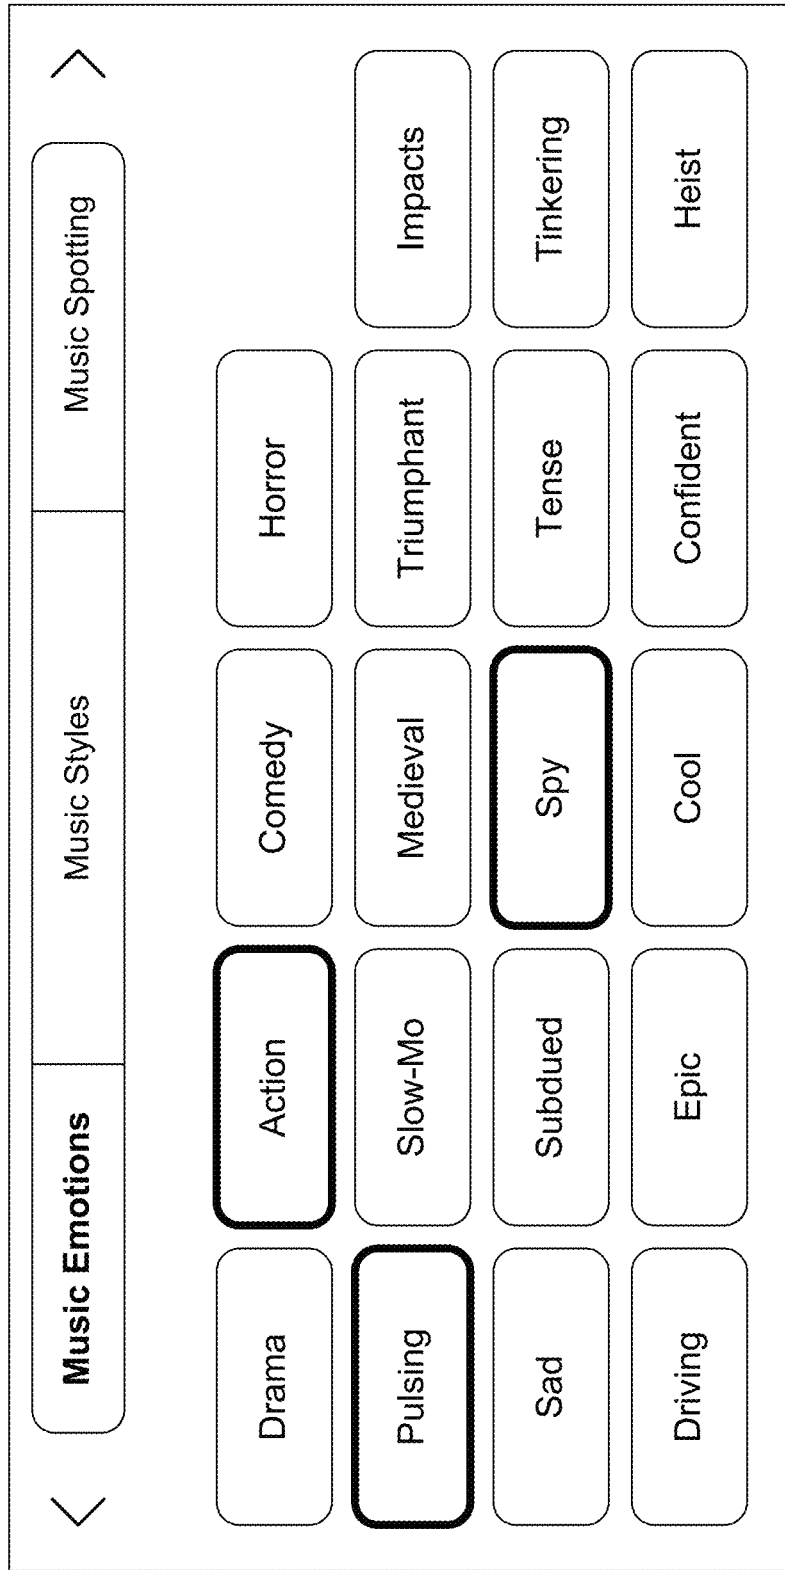 Music Emotions Music Styles Music Spotting
Drama Action Comedy Horror
Pulsing Slow-Mo Medieval Triumphant Impacts
Sad Subdued Spy Tense Tinkering
Driving Epic Cool Confident Heist